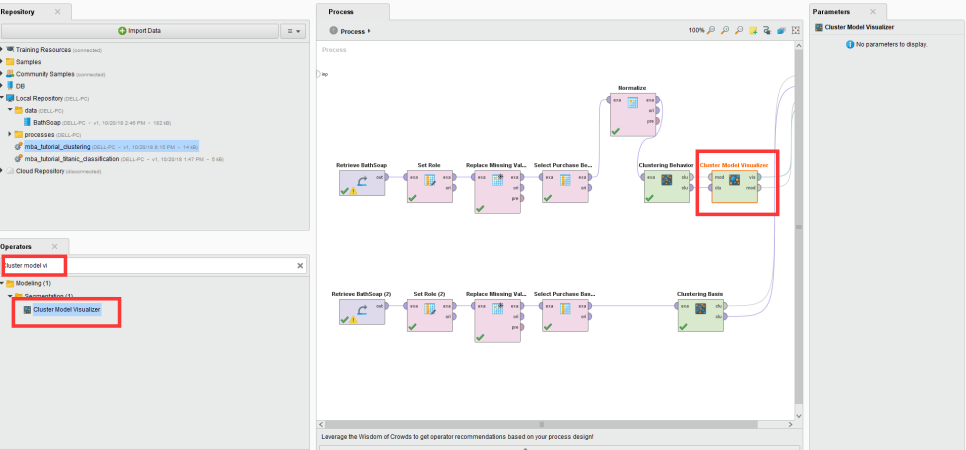 Repository
Import Data
Training Resources (connected)
Samples
Community Samples (connected)
DB
Local Repository (DELL-PC)
data (DELL-PC)
BathSoap (DELL-PC – v1, 10/20/18 2:46 PM – 182 kB)
processes (DELL-PC)
mba_tutorial_clustering (DELL-PC – v1, 10/20/18 6:15 PM – 14 kB)
mba_tutorial_titanic_classification (DELL-PC – v1, 10/20/18 1:47 PM – 5 kB)
Cloud Repository (disconnected)
Operators
Cluster model vi
Modeling (1)
Segmentation (1)
Cluster Model Visualizer
Process
Process
100%
Process
inp
Normalize
exa exa
ori
pre
Retrieve BathSoap
Set Role
Replace Missing Val...
Select Purchase Be...
Clustering Behavior
Cluster Model Visualizer
out
exa exa
ori
exa exa
ori
pre
exa exa
ori
exa clu
clu
mod vis
clu mod
Retrieve BathSoap (2)
Set Role (2)
Replace Missing Val...
Select Purchase Bas...
Clustering Basis
out
exa exa
ori
exa exa
ori
pre
exa exa
ori
exa clu
clu
Leverage the Wisdom of Crowds to get operator recommendations based on your process design!
Parameters
Cluster Model Visualizer
No parameters to display.